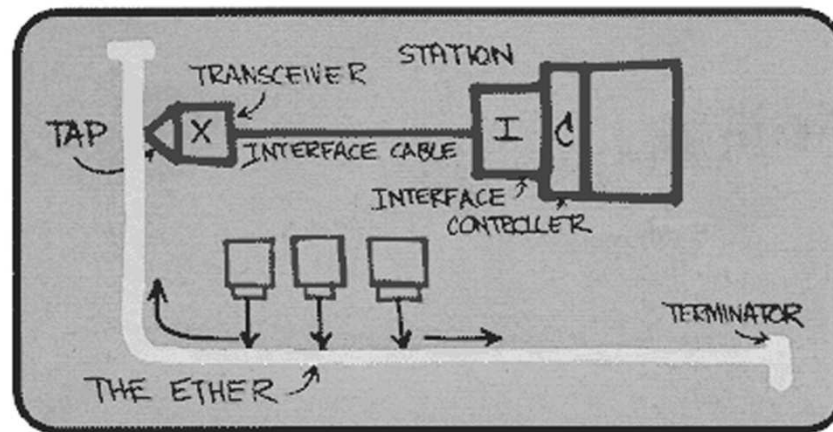 STATION
TRANSCEIVER
TAP
X
I
C
INTERFACE CABLE
INTERFACE
CONTROLLER
TERMINATOR
THE ETHER